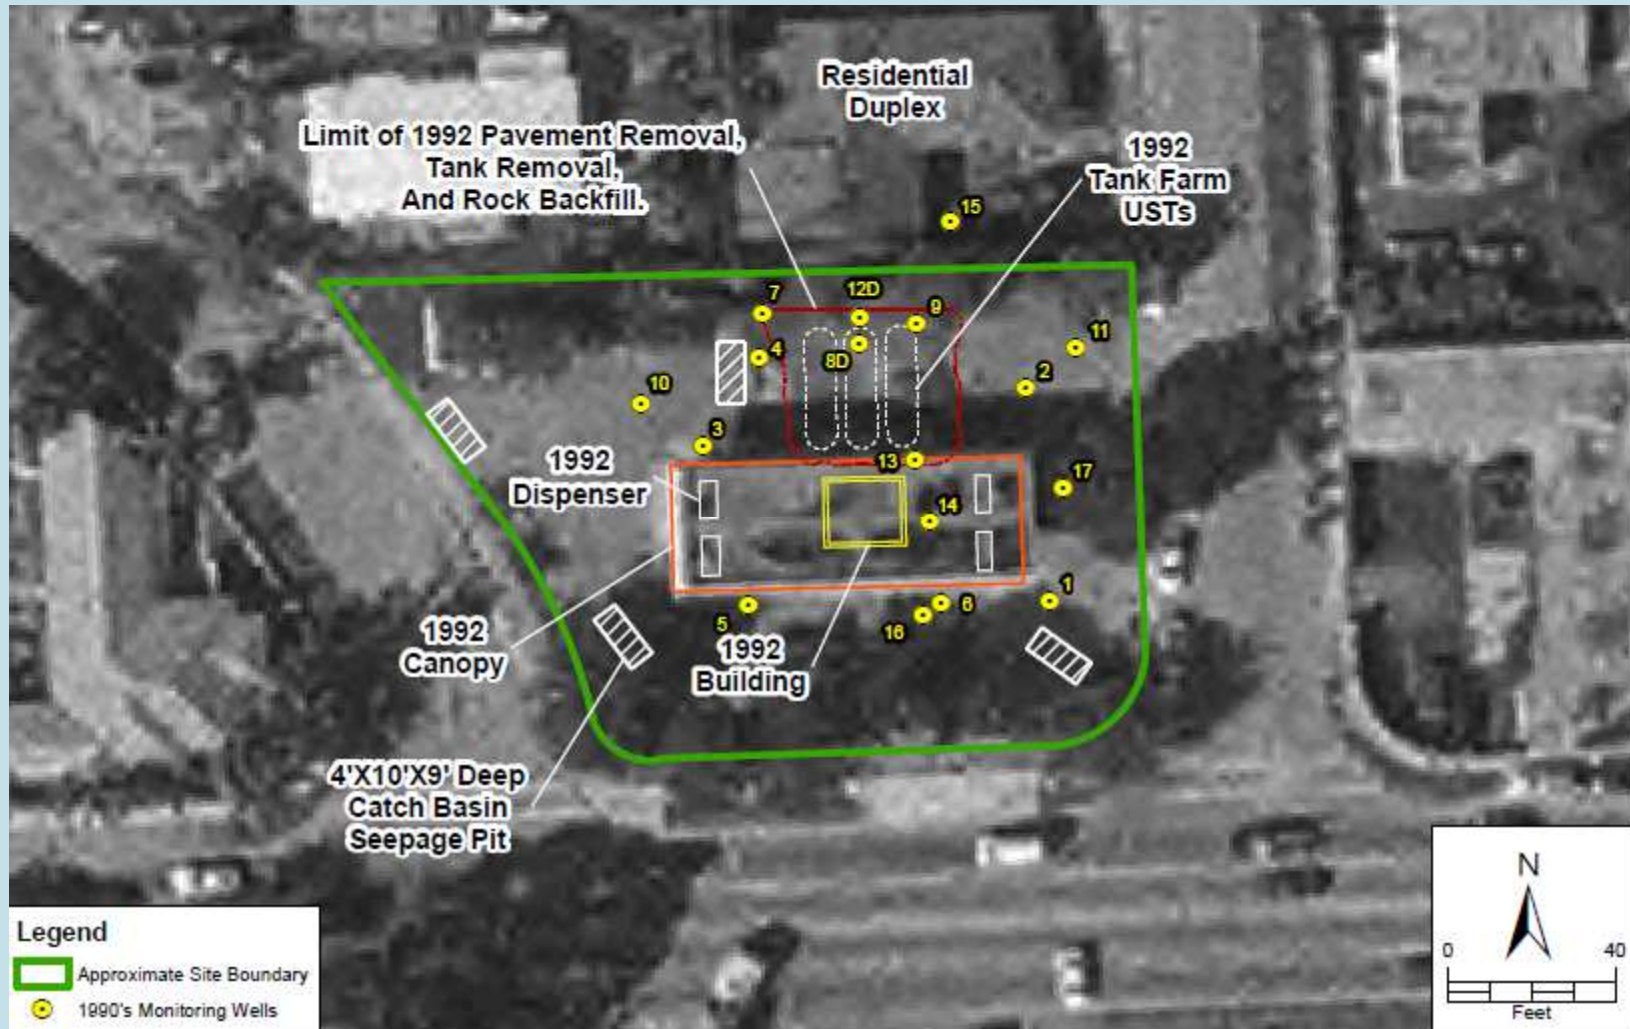 Residential
Duplex
Limit of 1992 Pavement Removal,
Tank Removal,
And Rock Backfill.
1992
Tank Farm
USTs
15
7
12D
9
11
4
8D
2
10
3
1992
Dispenser
13
17
14
1
5
6
16
1992
Canopy
1992
Building
4'X10'X9' Deep
Catch Basin
Seepage Pit
Legend
Approximate Site Boundary
1990's Monitoring Wells
N
0 40
Feet